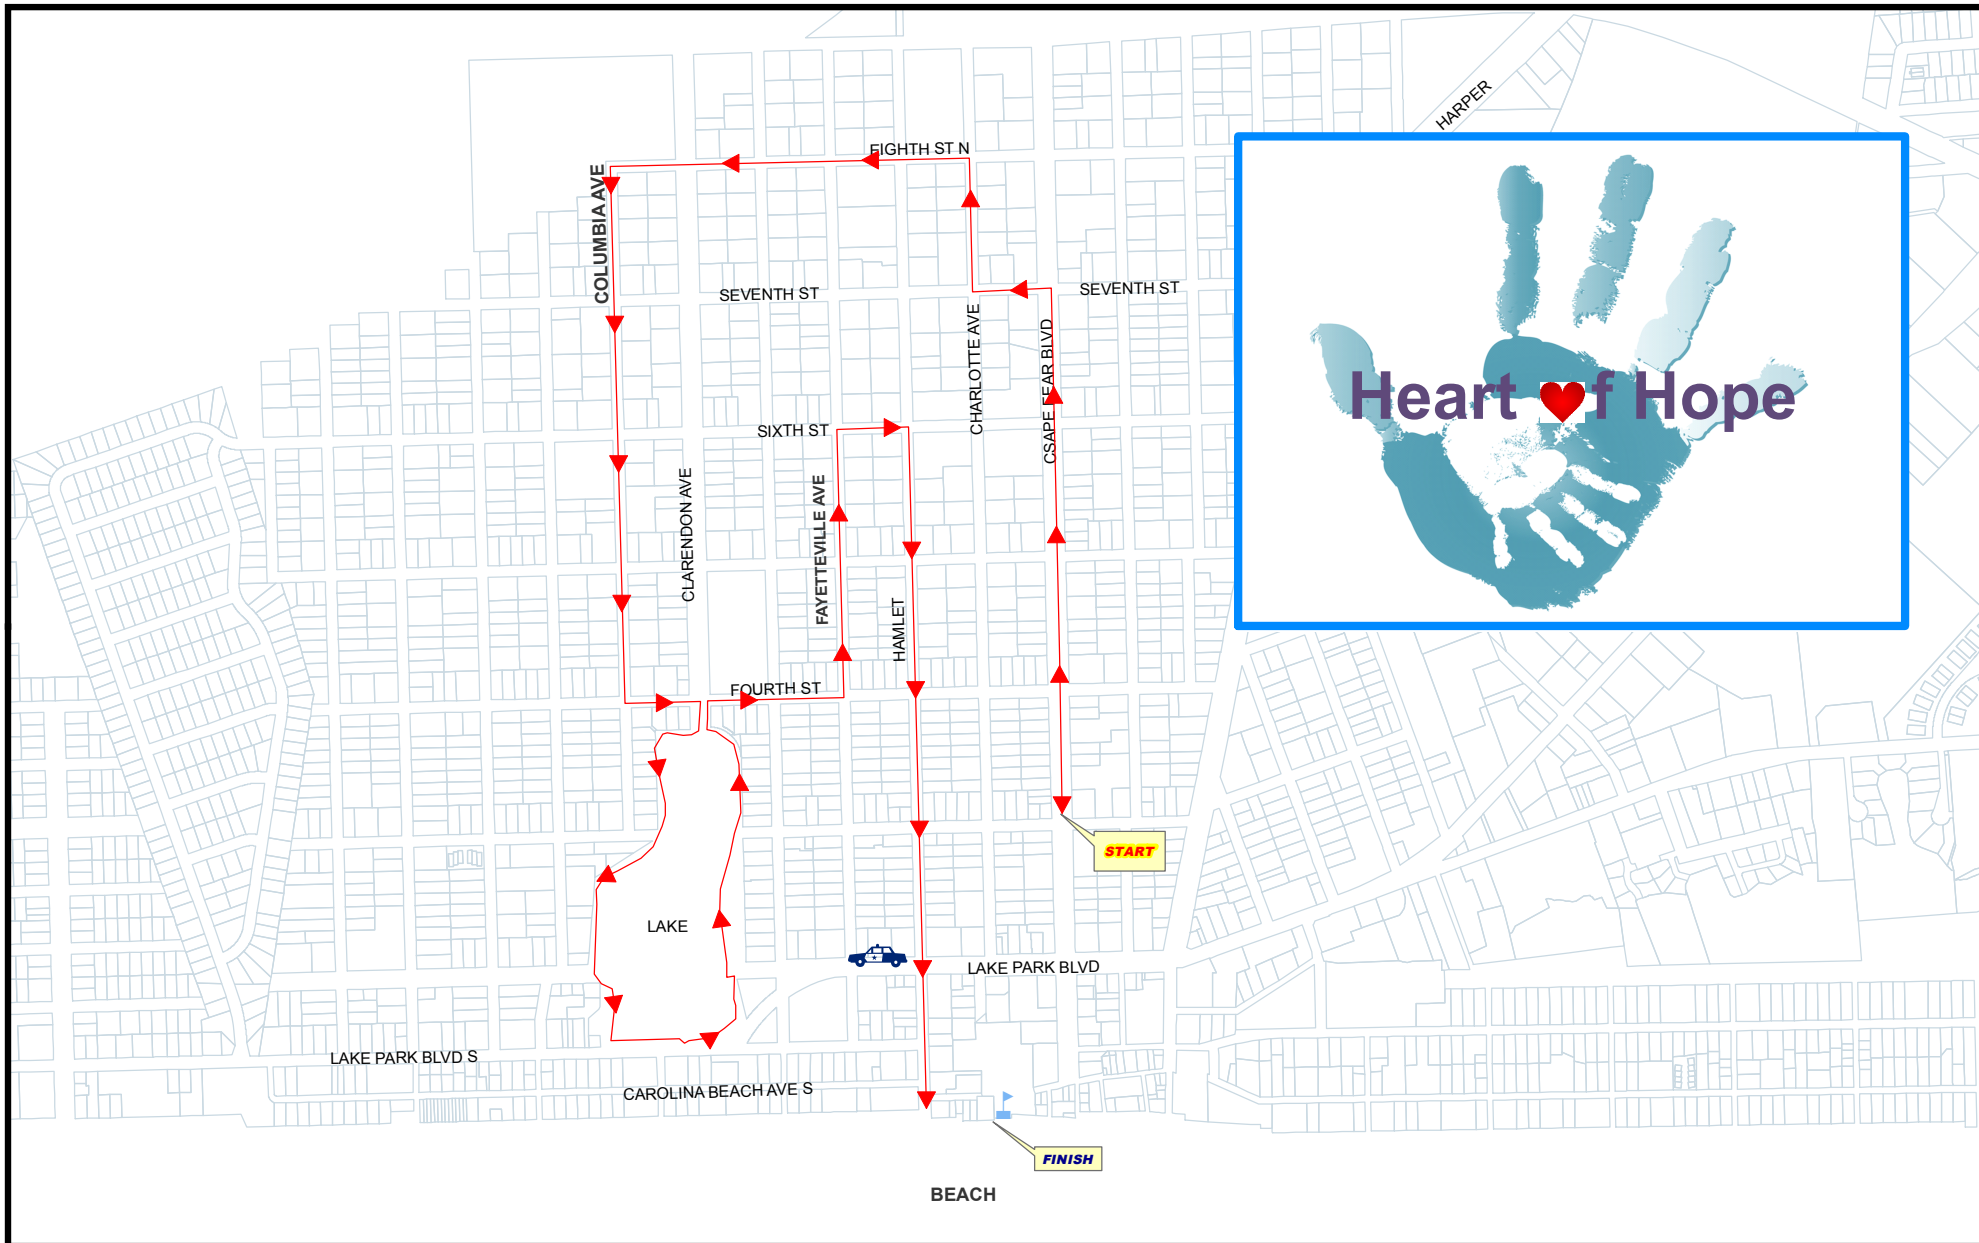 HARPER
EIGHTH ST N
COLUMBIA AVE
SEVENTH ST
SEVENTH ST
CHARLOTTE AVE
CSAPE FEAR BLVD
Heart f Hope
SIXTH ST
CLARENDON AVE
FAYETTEVILLE AVE
HAMLET
FOURTH ST
START
LAKE
LAKE PARK BLVD
LAKE PARK BLVD S
CAROLINA BEACH AVE S
FINISH
BEACH